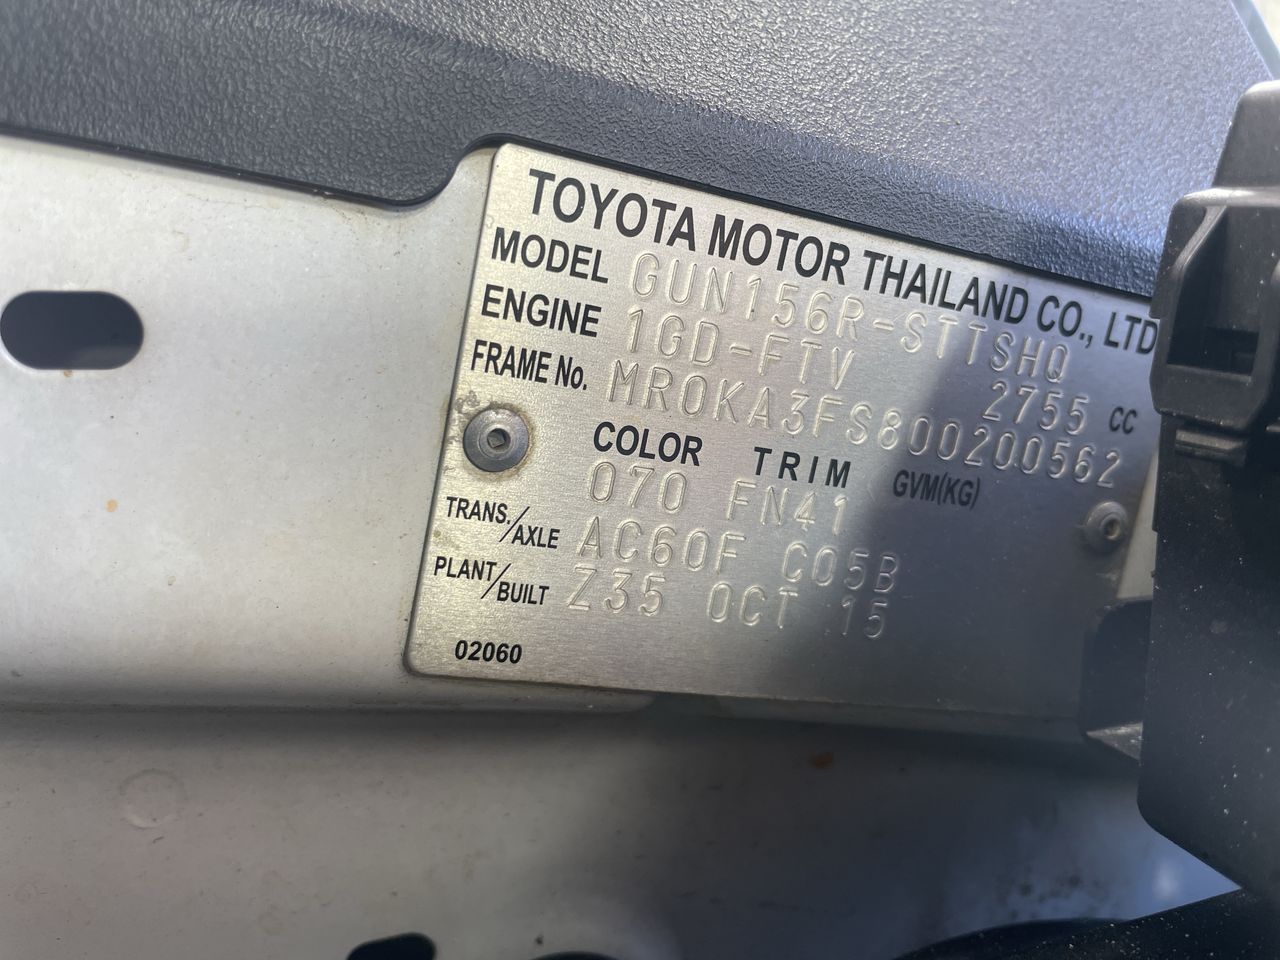 TOYOTA MOTOR THAILAND CO., LTD
MODEL GUN156R-STTSHQ
ENGINE 1GD-FTV 2755 CC
FRAME No. MR0KA3FS800200562
COLOR TRIM GVM(KG)
070 FN41
TRANS./AXLE AC60F C05B
PLANT/BUILT Z35 OCT 15
02060